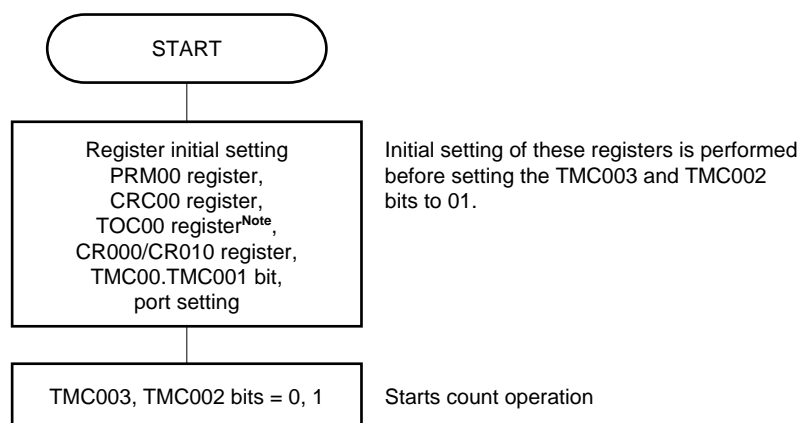 START
Register initial setting
PRM00 register,
CRC00 register,
TOC00 registerNote,
CR000/CR010 register,
TMC00.TMC001 bit,
port setting
Initial setting of these registers is performed
before setting the TMC003 and TMC002
bits to 01.
TMC003, TMC002 bits = 0, 1
Starts count operation